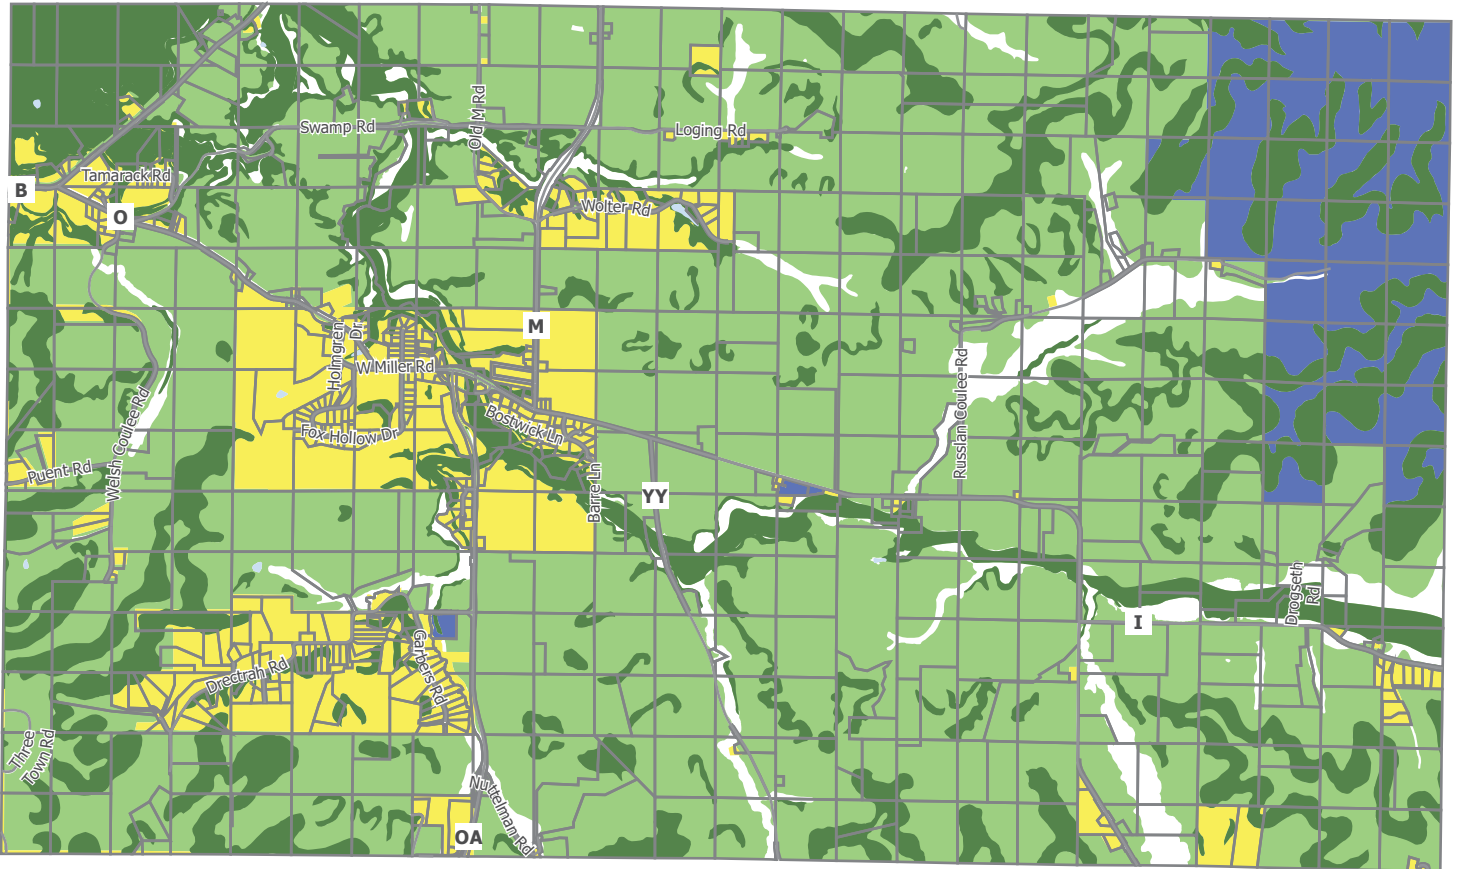 Old M Rd
Swamp Rd
Loging Rd
Tamarack Rd
B
O
Wolter Rd
M
Holmgren
Dr
W Miller Rd
Russlan Coulee Rd
Welsh Coulee Rd
Fox Hollow Dr
Bostwick Ln
Puent Rd
Barre Ln
YY
Drogseth
Rd
I
Garbers Rd
Drectrah Rd
Three
Town Rd
Nuttelman Rd
OA